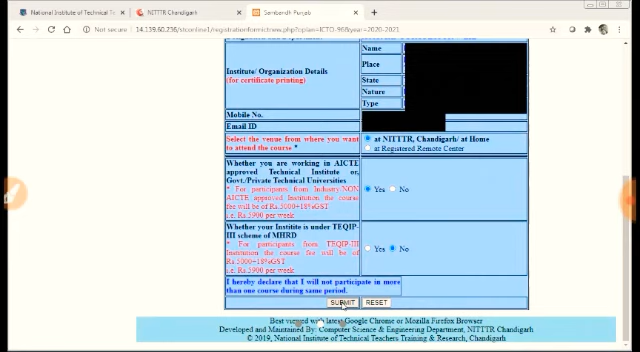 National Institute of Technical T
NITTTR Chandigarh
Sambandh Punjab
Not secure | 14.139.60.236/stconline1/registrationformictnew.php?option=ICTD-96&year=2020-2021
Name
Place
Institute/ Organization Details
(for certificate printing)
State
Nature
Type
Mobile No.
Email ID
Select the venue from where you want to attend the course *
at NITTTR, Chandigarh/ at Home
at Registered Remote Center
Whether you are working in AICTE
approved Technical Institute or,
Govt./Private Technical Universities
* For participants from Industry/NON
AICTE approved Institution the course
fee will be of Rs.5000+18%GST
i.e. Rs.5900 per week
Yes No
Whether your Institite is under TEQIP-
III scheme of MHRD
* For participants from TEQIP-III
Institution the course fee will be of
Rs.5000+18%GST
i.e. Rs.5900 per week
Yes No
I hereby declare that I will not participate in more
than one course during same period.
SUBMIT RESET
Best viewed with latest Google Chrome or Mozilla Firefox Browser
Developed and Maintained By: Computer Science & Engineering Department, NITTTR Chandigarh
© 2019, National Institute of Technical Teachers Training & Research, Chandigarh